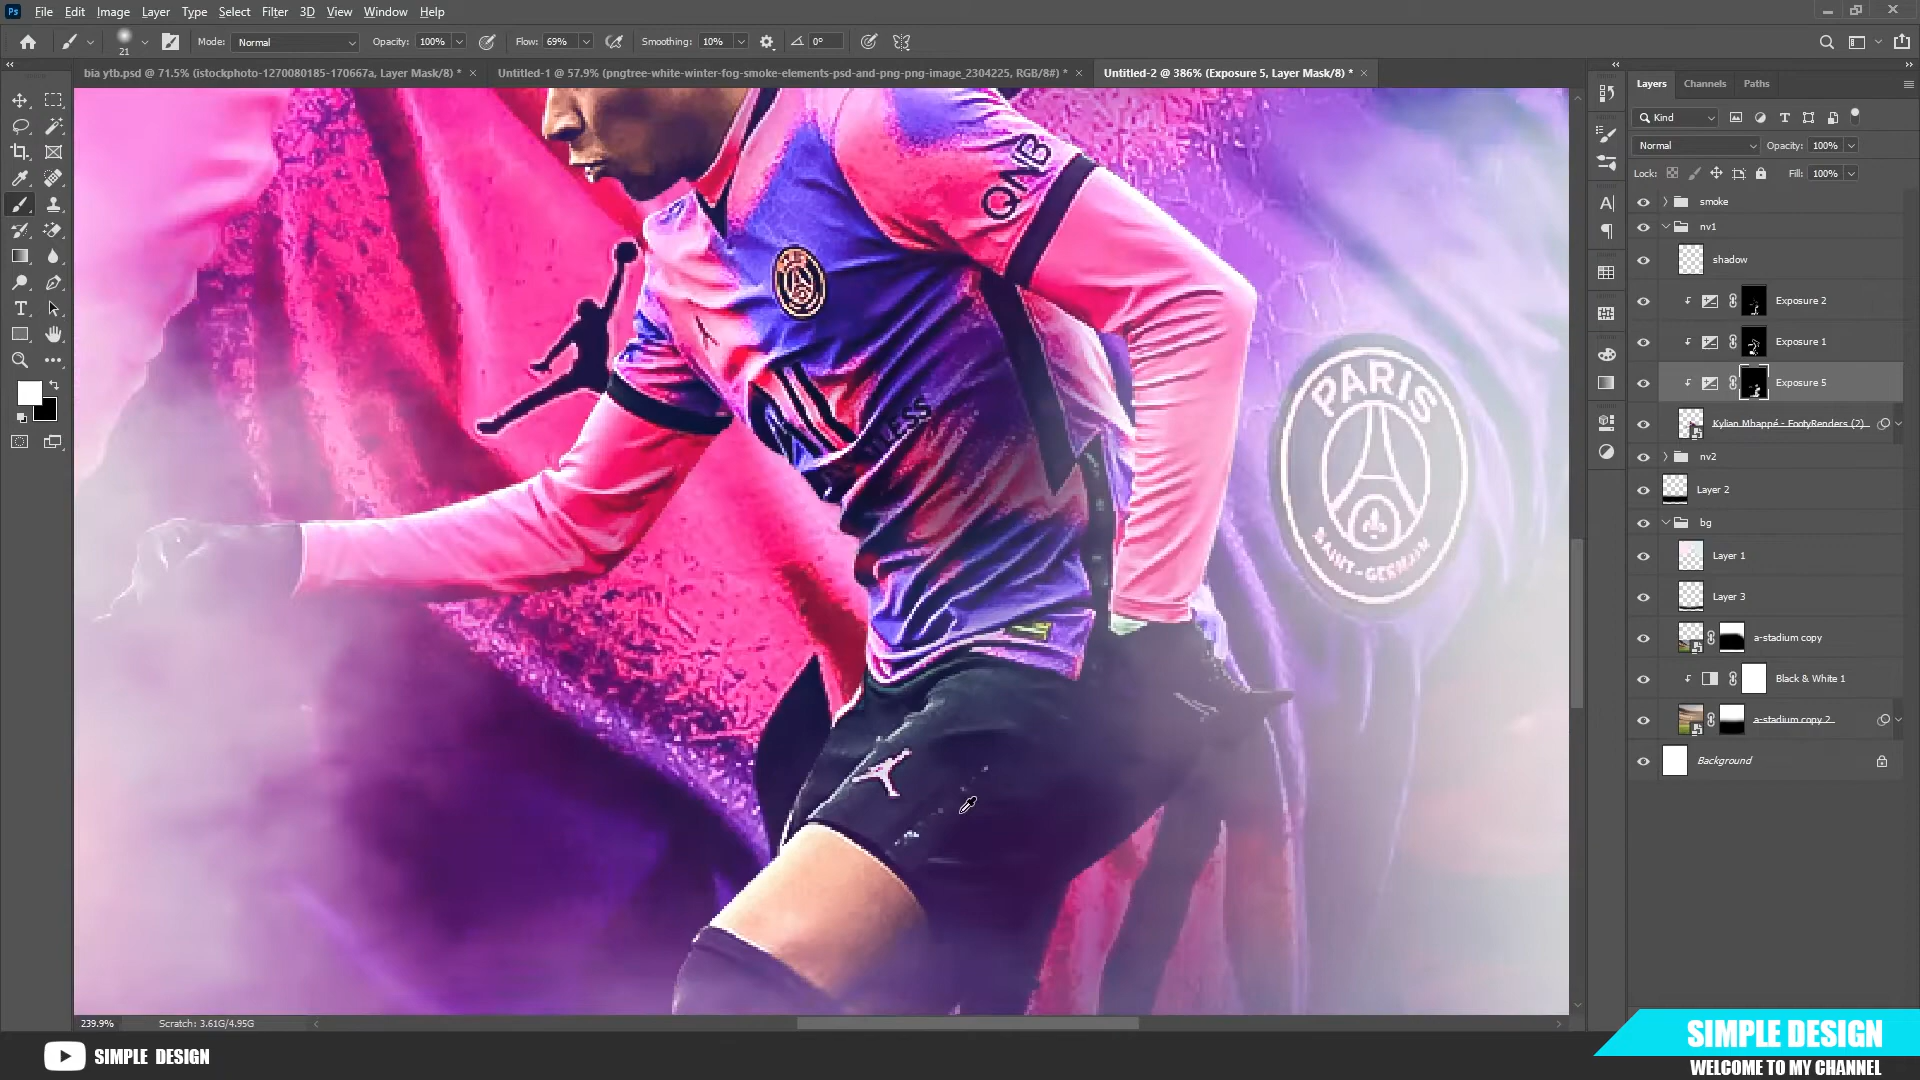 Ps File Edit Image Layer Type Select Filter 3D View Window Help
21 Mode: Normal Opacity: 100% Flow: 69% Smoothing: 10% 0°
bia ytb.psd @ 71.5% (istockphoto-1270080185-170667a, Layer Mask/8) * × Untitled-1 @ 57.9% (pngtree-white-winter-fog-smoke-elements-psd-and-png-png-image_2304225, RGB/8#) * × Untitled-2 @ 386% (Exposure 5, Layer Mask/8) * ×
Layers Channels Paths
Kind
Normal Opacity: 100%
Lock: Fill: 100%
smoke
nv1
shadow
Exposure 2
Exposure 1
Exposure 5
Kylian Mbappé - FootyRenders (2)
nv2
Layer 2
bg
Layer 1
Layer 3
a-stadium copy
Black & White 1
a-stadium copy 2
Background
QNB
PARIS
SAINT-GERMAIN
239.9% Scratch: 3.61G/4.95G
SIMPLE DESIGN
SIMPLE DESIGN
WELCOME TO MY CHANNEL